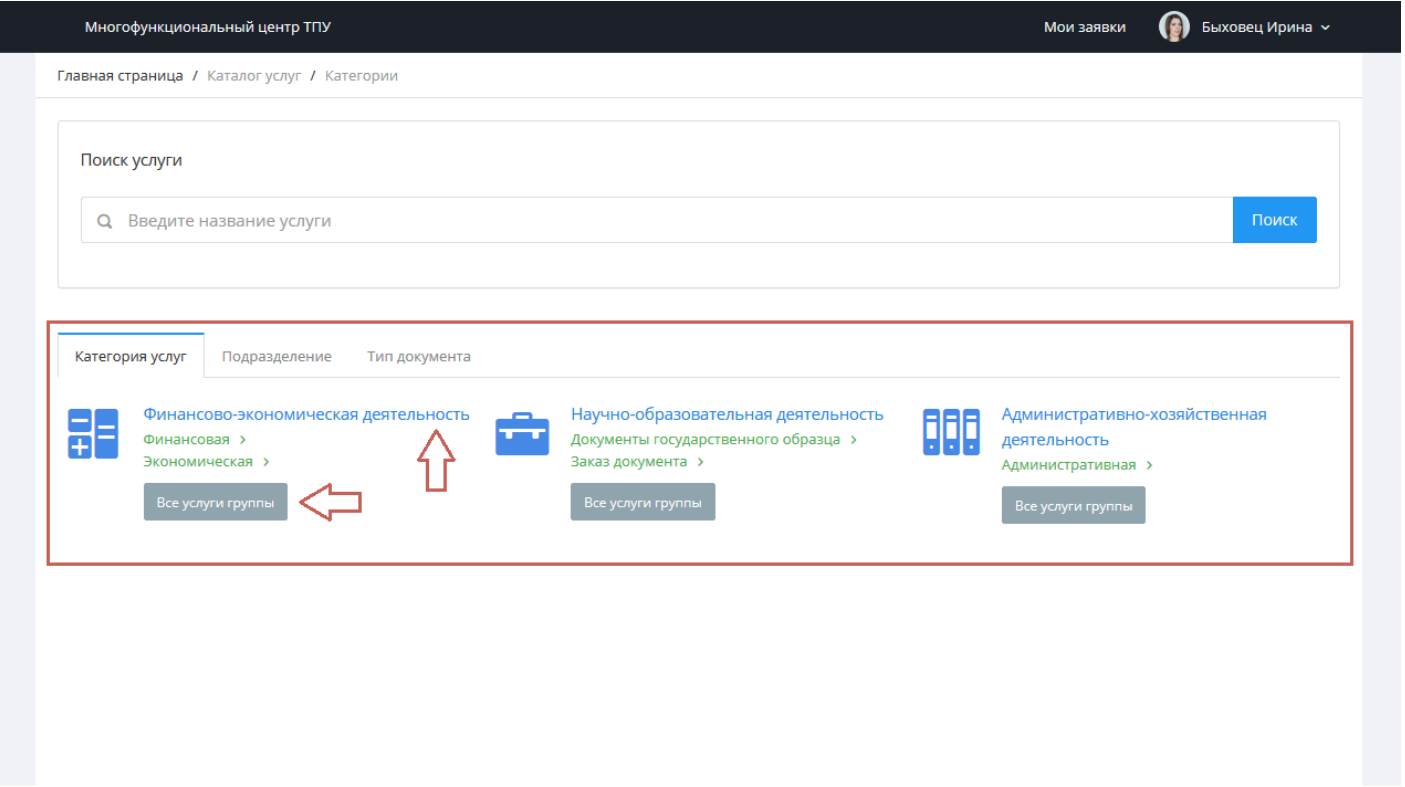 Многофункциональный центр ТПУ
Мои заявки
Быховец Ирина
Главная страница / Каталог услуг / Категории
Поиск услуги
Введите название услуги
Поиск
Категория услуг
Подразделение
Тип документа
Финансово-экономическая деятельность
Финансовая >
Экономическая >
Все услуги группы
Научно-образовательная деятельность
Документы государственного образца >
Заказ документа >
Все услуги группы
Административно-хозяйственная
деятельность
Административная >
Все услуги группы